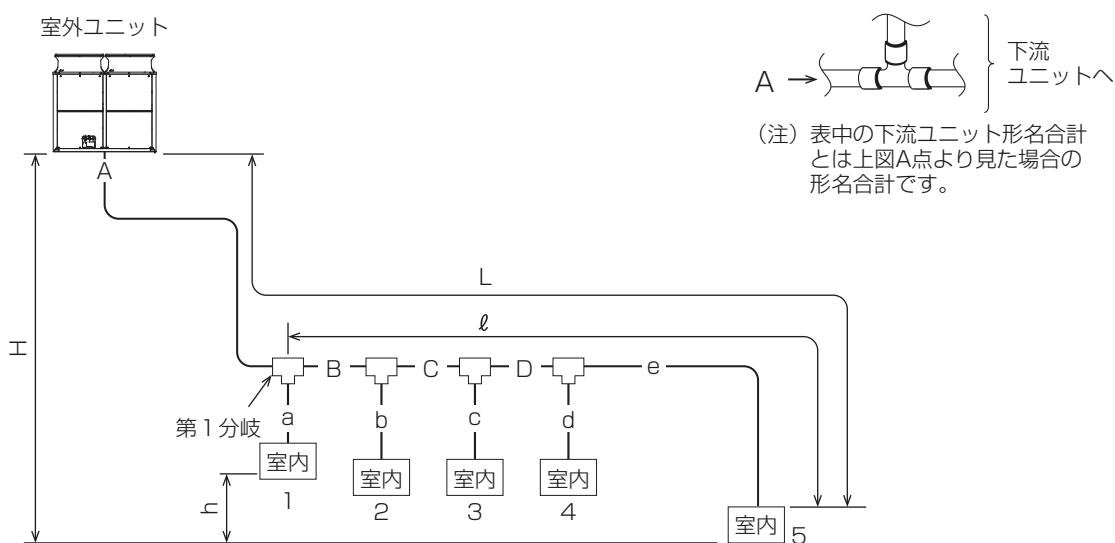 室外ユニット
A
H
L
ℓ
B
C
D
e
第1分岐
a
b
c
d
室内
1
室内
2
室内
3
室内
4
室内
5
h
A
下流
ユニットへ
(注) 表中の下流ユニット形名合計
とは上図A点より見た場合の
形名合計です。